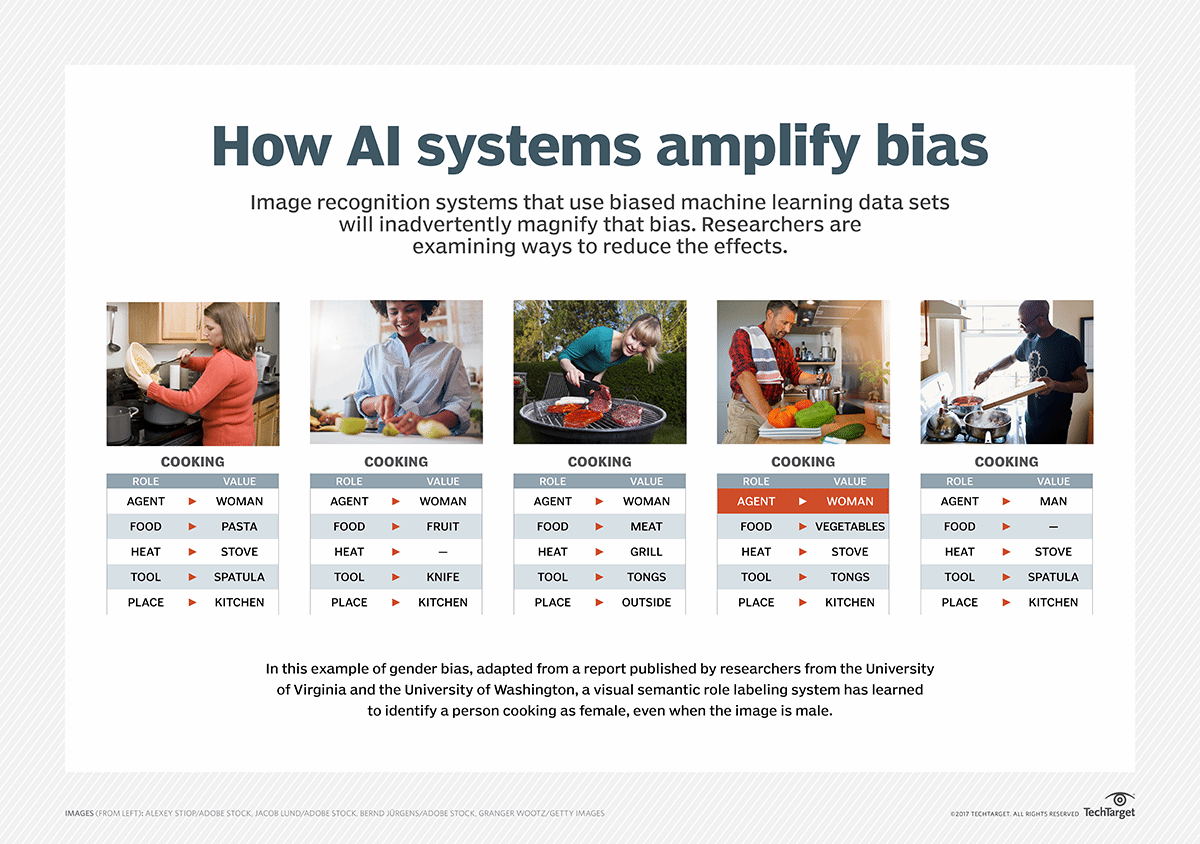 How AI systems amplify bias
Image recognition systems that use biased machine learning data sets
will inadvertently magnify that bias. Researchers are
examining ways to reduce the effects.
COOKING
ROLE VALUE
AGENT ▶ WOMAN
FOOD ▶ PASTA
HEAT ▶ STOVE
TOOL ▶ SPATULA
PLACE ▶ KITCHEN
COOKING
ROLE VALUE
AGENT ▶ WOMAN
FOOD ▶ FRUIT
HEAT ▶ —
TOOL ▶ KNIFE
PLACE ▶ KITCHEN
COOKING
ROLE VALUE
AGENT ▶ WOMAN
FOOD ▶ MEAT
HEAT ▶ GRILL
TOOL ▶ TONGS
PLACE ▶ OUTSIDE
COOKING
ROLE VALUE
AGENT ▶ WOMAN
FOOD ▶ VEGETABLES
HEAT ▶ STOVE
TOOL ▶ TONGS
PLACE ▶ KITCHEN
COOKING
ROLE VALUE
AGENT ▶ MAN
FOOD ▶ —
HEAT ▶ STOVE
TOOL ▶ SPATULA
PLACE ▶ KITCHEN
In this example of gender bias, adapted from a report published by researchers from the University
of Virginia and the University of Washington, a visual semantic role labeling system has learned
to identify a person cooking as female, even when the image is male.
IMAGES (FROM LEFT): ALEXEY STIOP/ADOBE STOCK, JACOB LUND/ADOBE STOCK, BERND JÜRGENS/ADOBE STOCK, GRANGER WOOTZ/GETTY IMAGES
©2017 TECHTARGET. ALL RIGHTS RESERVED
TechTarget